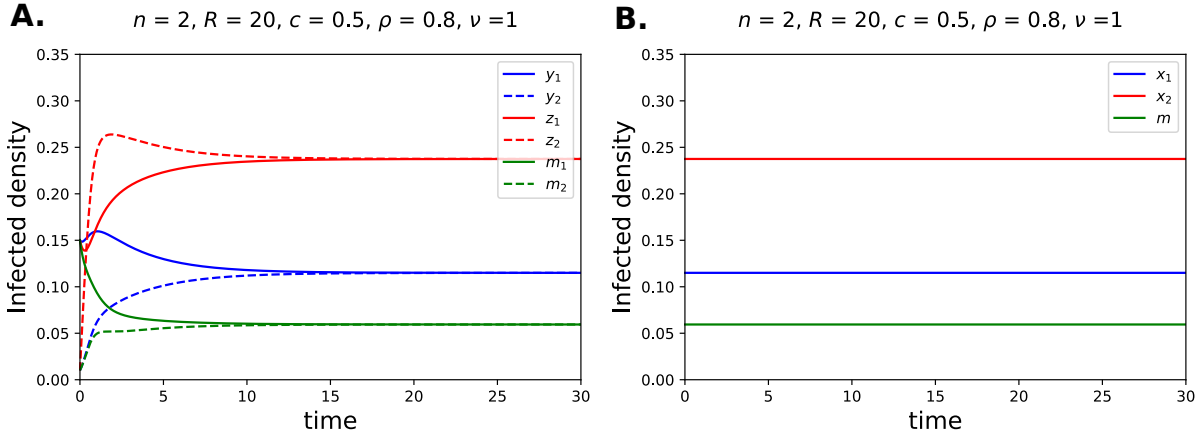 A.
n = 2, R = 20, c = 0.5, ρ = 0.8, ν =1
Infected density
0.35
0.30
0.25
0.20
0.15
0.10
0.05
0.00
y₁
y₂
z₁
z₂
m₁
m₂
0 5 10 15 20 25 30
time
B.
n = 2, R = 20, c = 0.5, ρ = 0.8, ν =1
Infected density
0.35
0.30
0.25
0.20
0.15
0.10
0.05
0.00
x₁
x₂
m
0 5 10 15 20 25 30
time